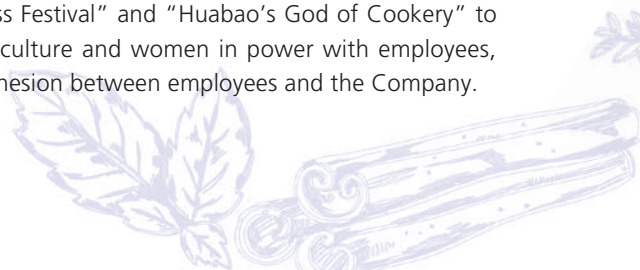 ss Festival” and “Huabao’s God of Cookery” to
culture and women in power with employees,
hesion between employees and the Company.